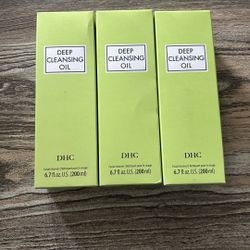 DEEP
CLEANSING
OIL
DHC
6.7 fl. oz. U.S. (200ml)
DEEP
CLEANSING
OIL
DHC
6.7 fl. oz. U.S. (200ml)
DEEP
CLEANSING
OIL
DHC
6.7 fl. oz. U.S. (200ml)